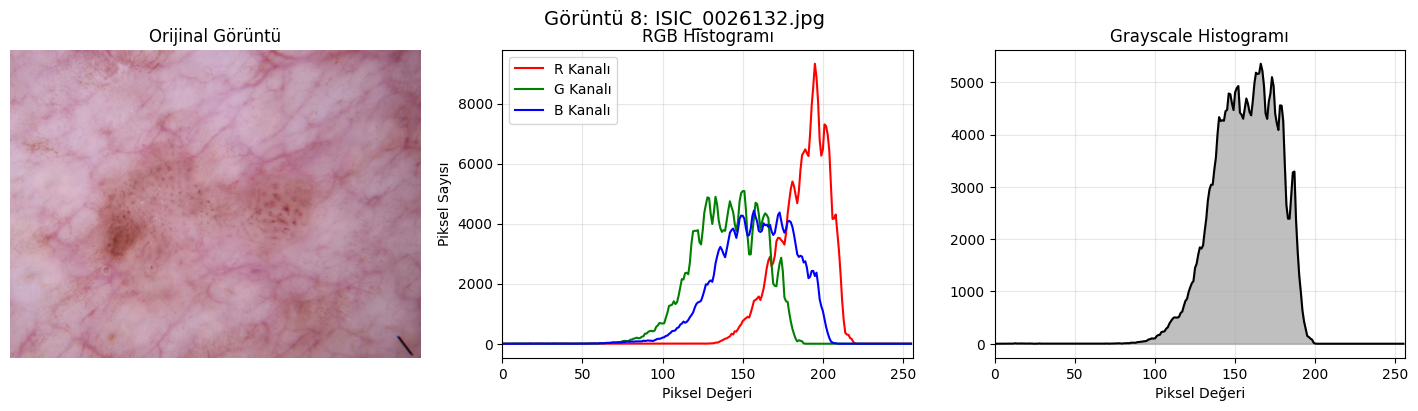 Görüntü 8: ISIC_0026132.jpg
Orijinal Görüntü
RGB Histogramı
Grayscale Histogramı
R Kanalı
G Kanalı
B Kanalı
Piksel Sayısı
8000
6000
4000
2000
0
0 50 100 150 200 250
Piksel Değeri
5000
4000
3000
2000
1000
0
0 50 100 150 200 250
Piksel Değeri